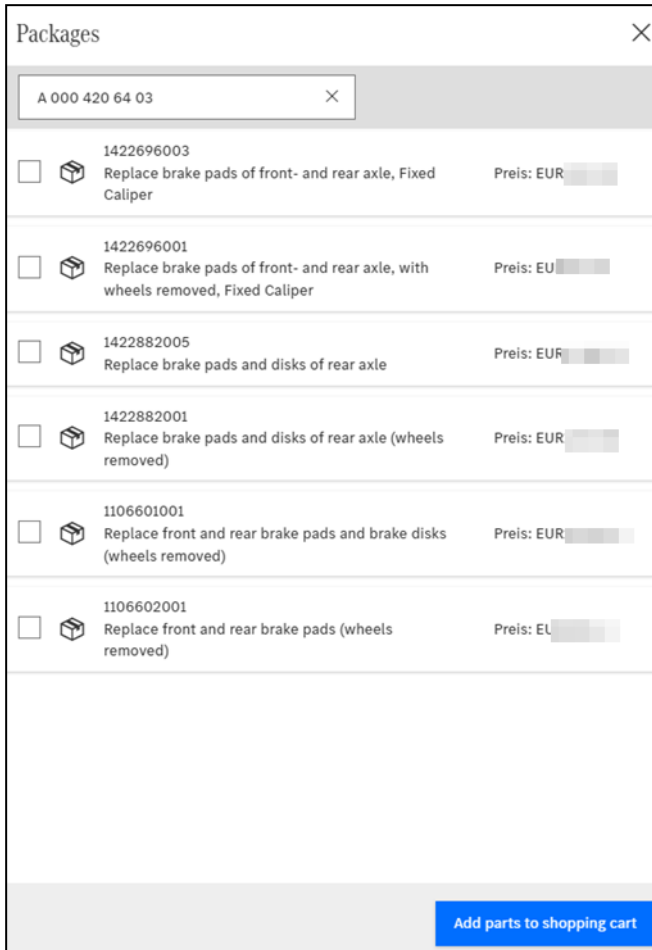 Packages
A 000 420 64 03
1422696003
Replace brake pads of front- and rear axle, Fixed
Caliper
Preis: EUR
1422696001
Replace brake pads of front- and rear axle, with
wheels removed, Fixed Caliper
Preis: EU
1422882005
Replace brake pads and disks of rear axle
Preis: EUR
1422882001
Replace brake pads and disks of rear axle (wheels
removed)
Preis: EUR
1106601001
Replace front and rear brake pads and brake disks
(wheels removed)
Preis: EUR
1106602001
Replace front and rear brake pads (wheels
removed)
Preis: EU
Add parts to shopping cart